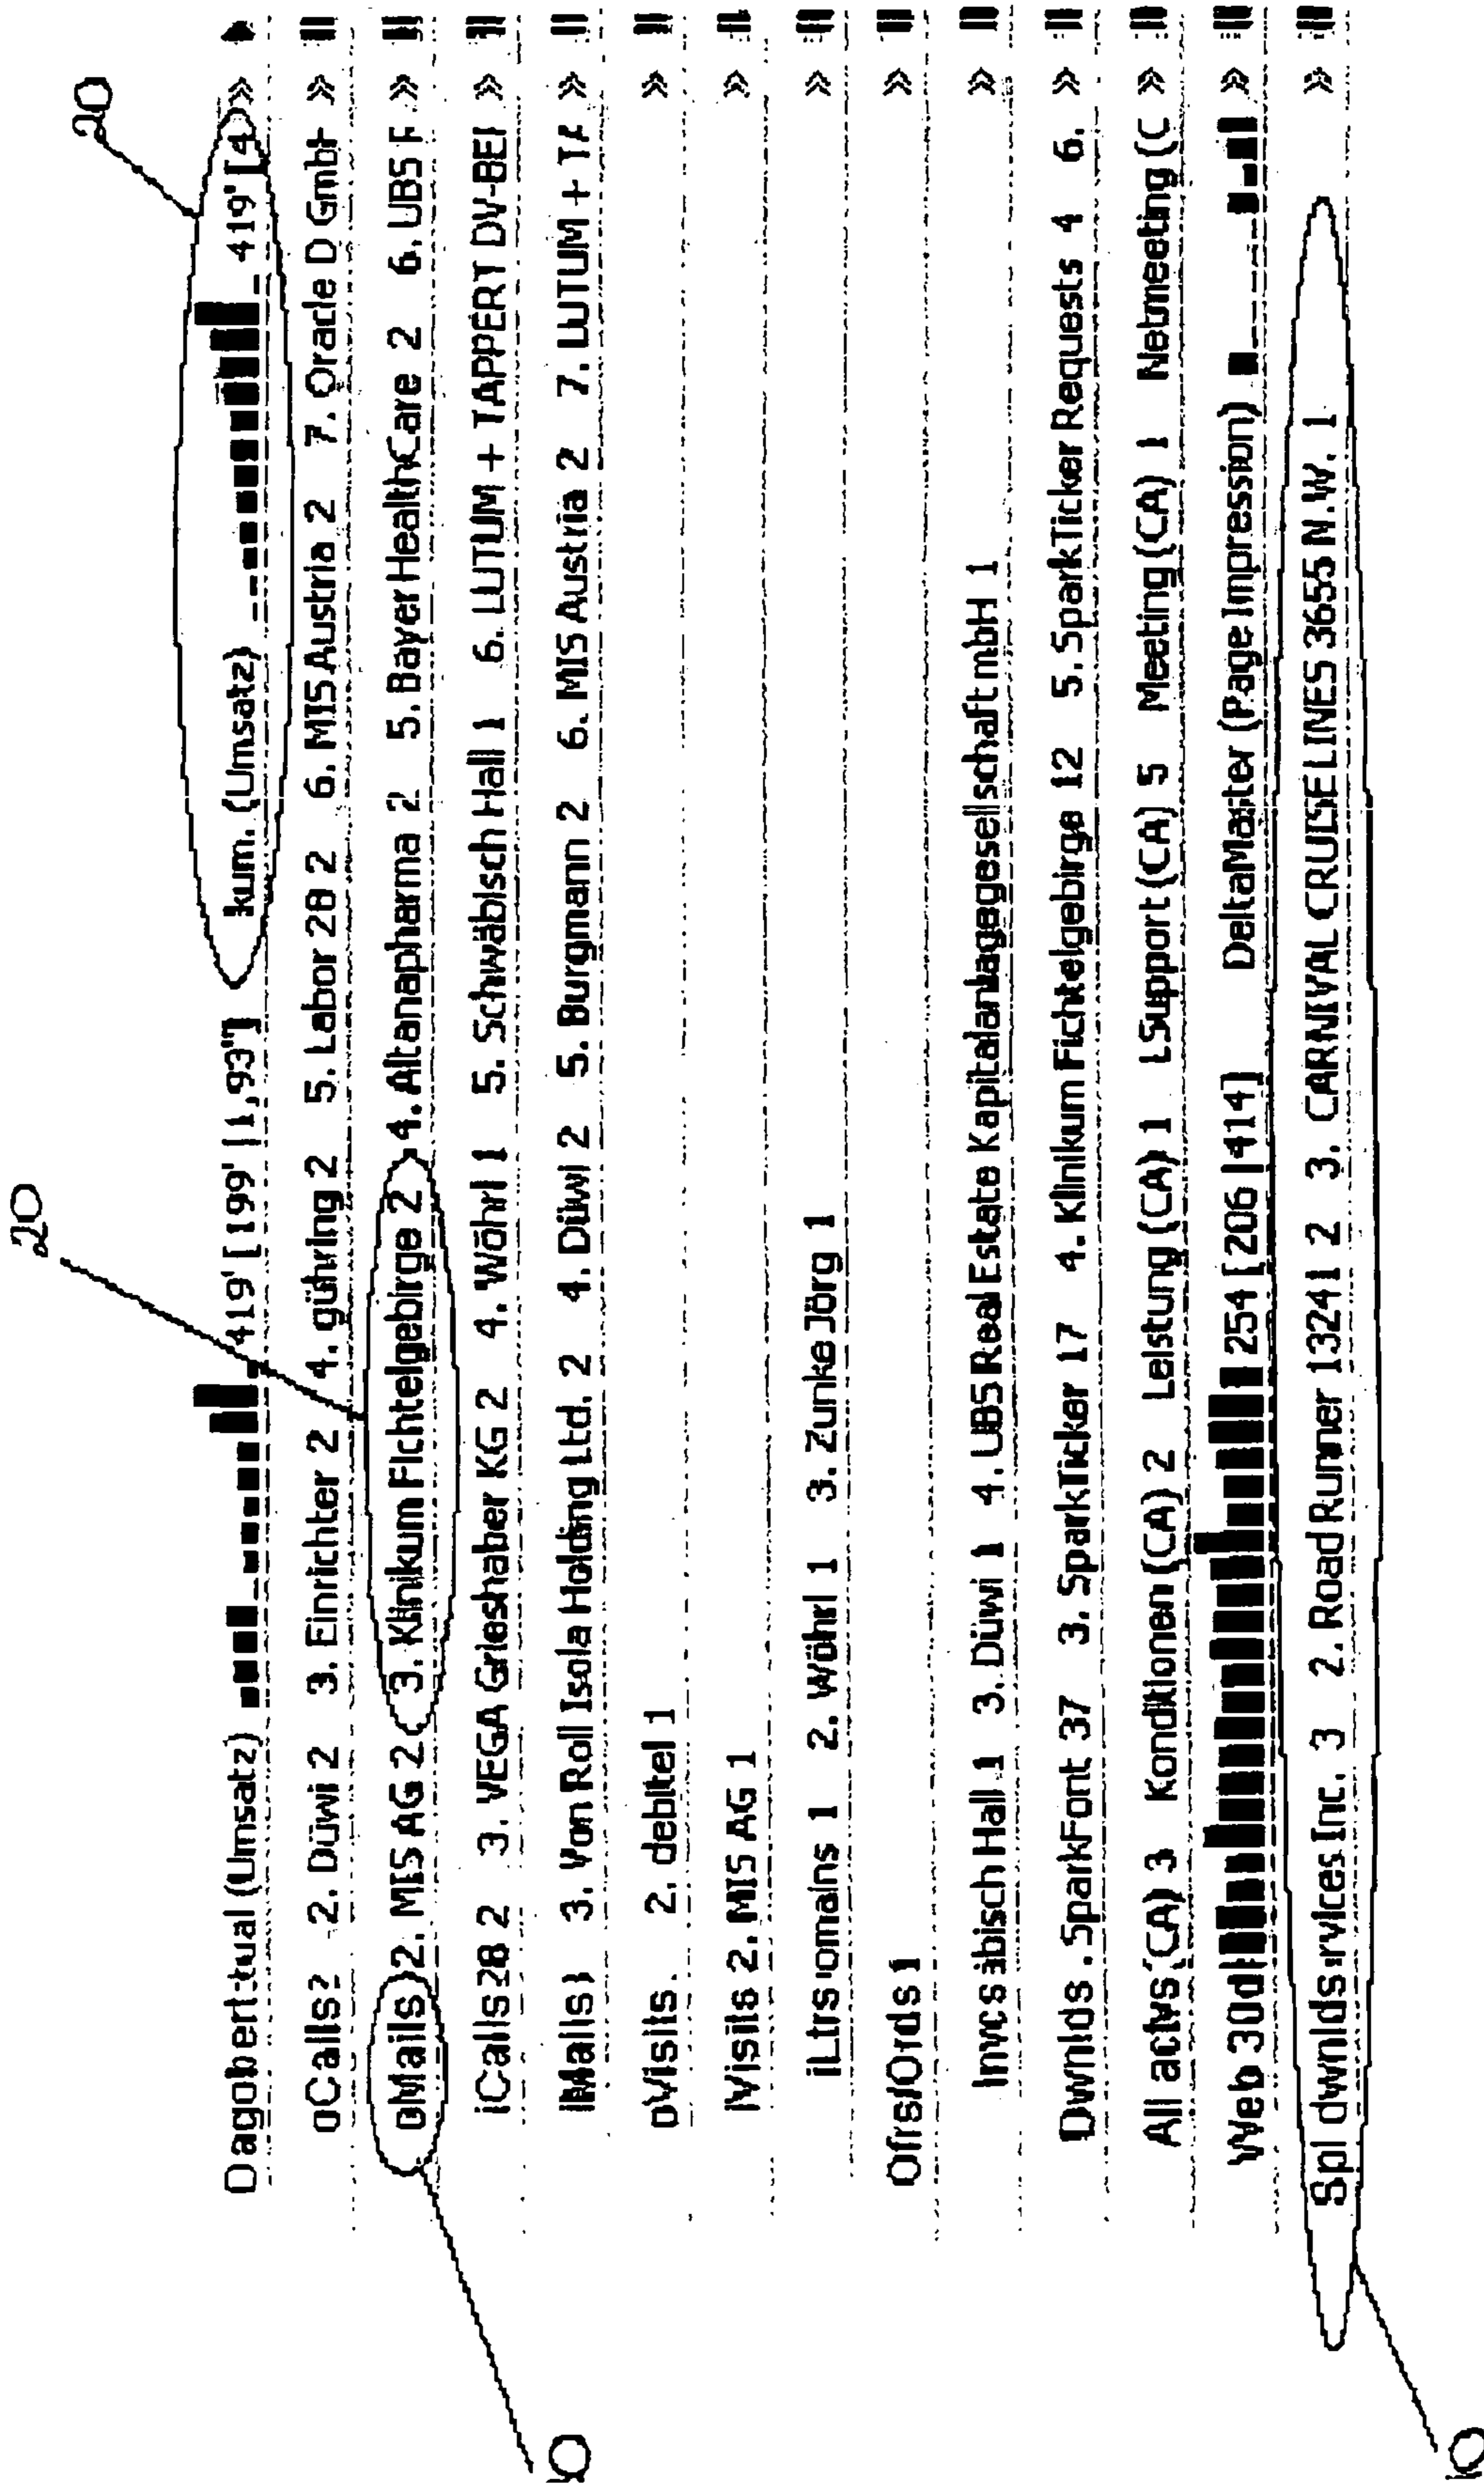 20
20
Dagobert:tual (Umsatz) 419' [199' |1,93"] kum. (Umsatz) 419' [4 »
oCalls? 2. Düwi 2 3. Einrichter 2 4. gühring 2 5. Labor 28 2 6. MIS Austria 2 7. Oracle D GmbH »
oMails) 2. MIS AG 2 3. Klinikum Fichtelgebirge 2 4. Altanapharma 2 5. Bayer HealthCare 2 6. UBS F »
iCalls 28 2 3. VEGA Grieshaber KG 2 4. Wöhrl 1 5. Schwäbisch Hall 1 6. LUTUM + TAPPERT DV-BEI »
iMails) 3. Von Roll Isola Holding Ltd. 2 4. Düwi 2 5. Burgmann 2 6. MIS Austria 2 7. LUTUM + TA »
oVisits . 2. debitel 1 »
iVisits 2. MIS AG 1 »
iLtrs omains 1 2. Wöhrl 1 3. Zunke Jörg 1 »
Ofrs/Ords 1 »
Invcs äbisch Hall 1 3. Düwi 1 4. UBS Real Estate Kapitalanlagegesellschaft mbH 1 »
Dwnlds . SparkFont 37 3. SparkTicker 17 4. Klinikum Fichtelgebirge 12 5. SparkTicker Requests 4 6. »
All actvs (CA) 3 Konditionen (CA) 2 Leistung (CA) 1 LSupport (CA) 5 Meeting (CA) 1 Netmeeting (C »
Web 30d 254 [206 |414] DeltaMaster (Page Impression) »
Spl dwnlds rvices Inc. 3 2. Road Runner 13241 2 3. CARNIVAL CRUISE LINES 3655 N.W. 1 »